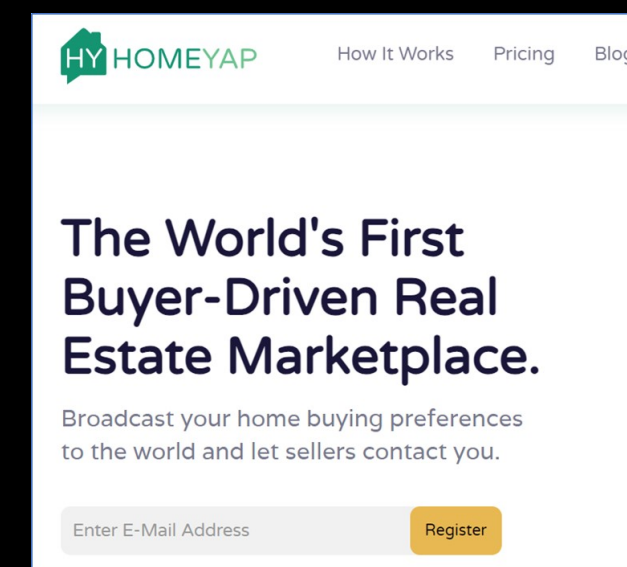 HY HOMEYAP
How It Works Pricing
The World's First
Buyer-Driven Real
Estate Marketplace.
Broadcast your home buying preferences
to the world and let sellers contact you.
Enter E-Mail Address Register